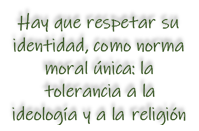 Hay que respetar su
identidad, como norma
moral única: la
tolerancia a la
ideología y a la religión